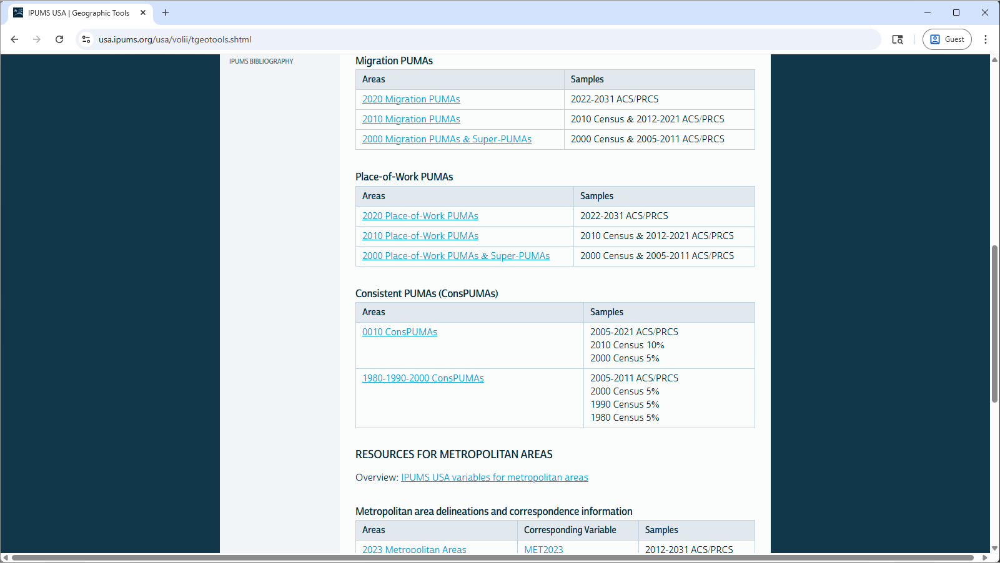 IPUMS USA | Geographic Tools
usa.ipums.org/usa/volii/tgeotools.shtml
Guest
IPUMS BIBLIOGRAPHY
Migration PUMAs
Areas Samples
2020 Migration PUMAs 2022-2031 ACS/PRCS
2010 Migration PUMAs 2010 Census & 2012-2021 ACS/PRCS
2000 Migration PUMAs & Super-PUMAs 2000 Census & 2005-2011 ACS/PRCS
Place-of-Work PUMAs
Areas Samples
2020 Place-of-Work PUMAs 2022-2031 ACS/PRCS
2010 Place-of-Work PUMAs 2010 Census & 2012-2021 ACS/PRCS
2000 Place-of-Work PUMAs & Super-PUMAs 2000 Census & 2005-2011 ACS/PRCS
Consistent PUMAs (ConsPUMAs)
Areas Samples
0010 ConsPUMAs 2005-2021 ACS/PRCS
2010 Census 10%
2000 Census 5%
1980-1990-2000 ConsPUMAs 2005-2011 ACS/PRCS
2000 Census 5%
1990 Census 5%
1980 Census 5%
RESOURCES FOR METROPOLITAN AREAS
Overview: IPUMS USA variables for metropolitan areas
Metropolitan area delineations and correspondence information
Areas Corresponding Variable Samples
2023 Metropolitan Areas MET2023 2012-2031 ACS/PRCS